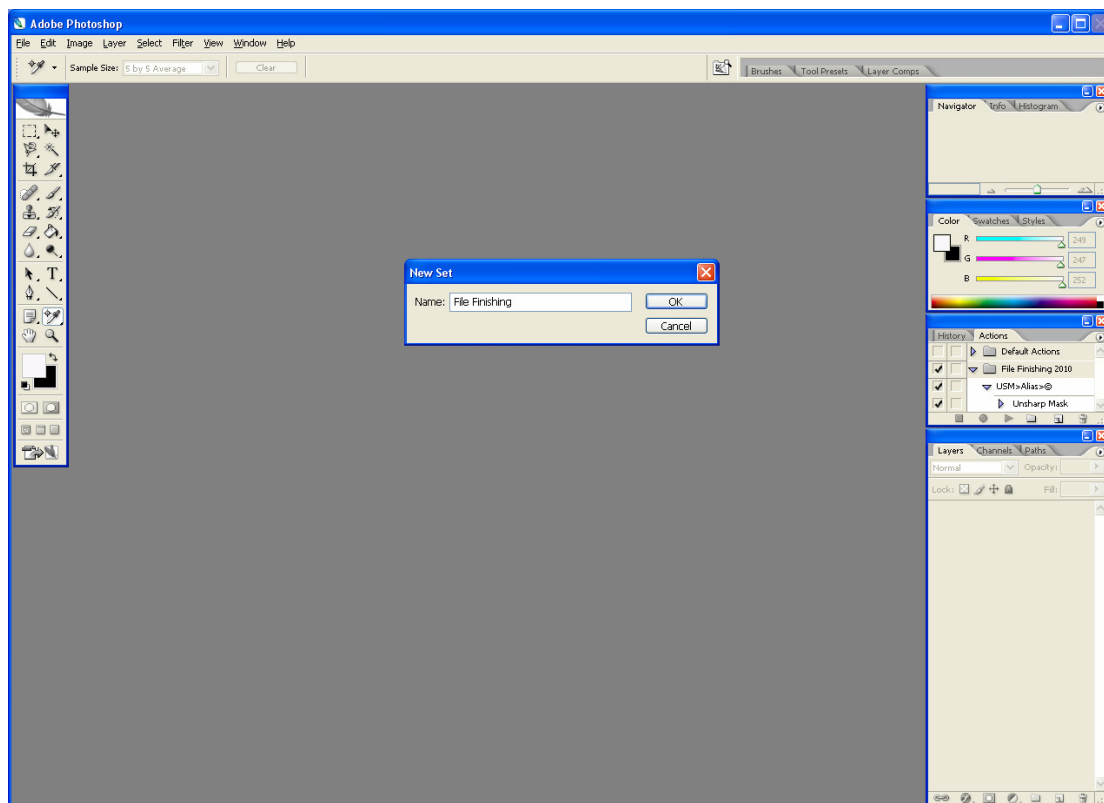 Adobe Photoshop
File Edit Image Layer Select Filter View Window Help
Sample Size: 5 by 5 Average Clear
Brushes Tool Presets Layer Comps
Navigator Info Histogram
Color Swatches Styles
R 249
G 247
B 252
New Set
Name: File Finishing OK
Cancel
History Actions
Default Actions
File Finishing 2010
USM>Alias>©
Unsharp Mask
Layers Channels Paths
Normal Opacity:
Lock: Fill:
T